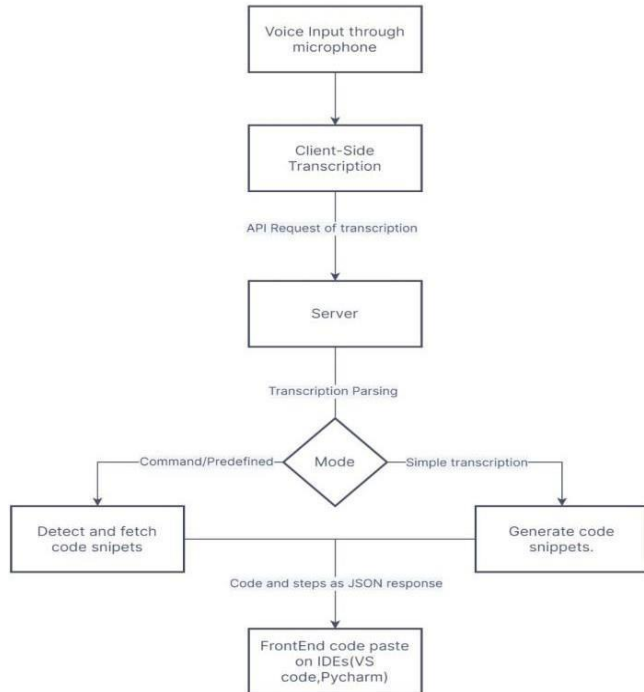 Voice Input through
microphone
Client-Side
Transcription
API Request of transcription
Server
Transcription Parsing
Command/Predefined
Mode
Simple transcription
Detect and fetch
code snipets
Generate code
snippets.
Code and steps as JSON response
FrontEnd code paste
on IDEs(VS
code,Pycharm)